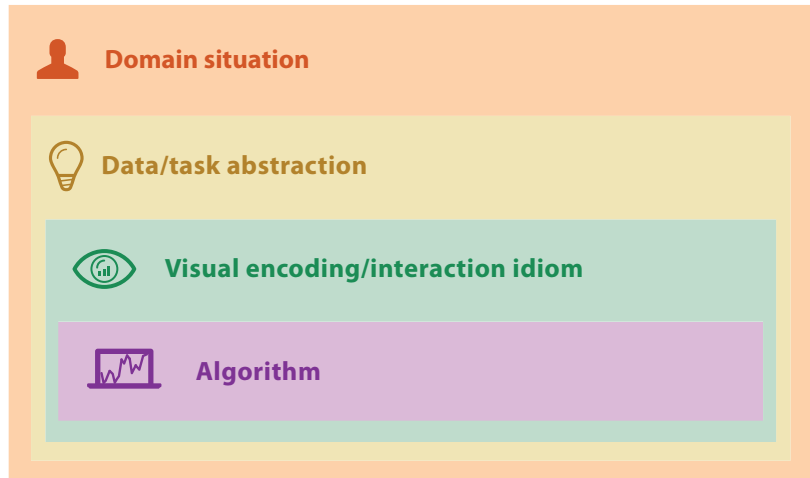 Domain situation
Data/task abstraction
Visual encoding/interaction idiom
Algorithm